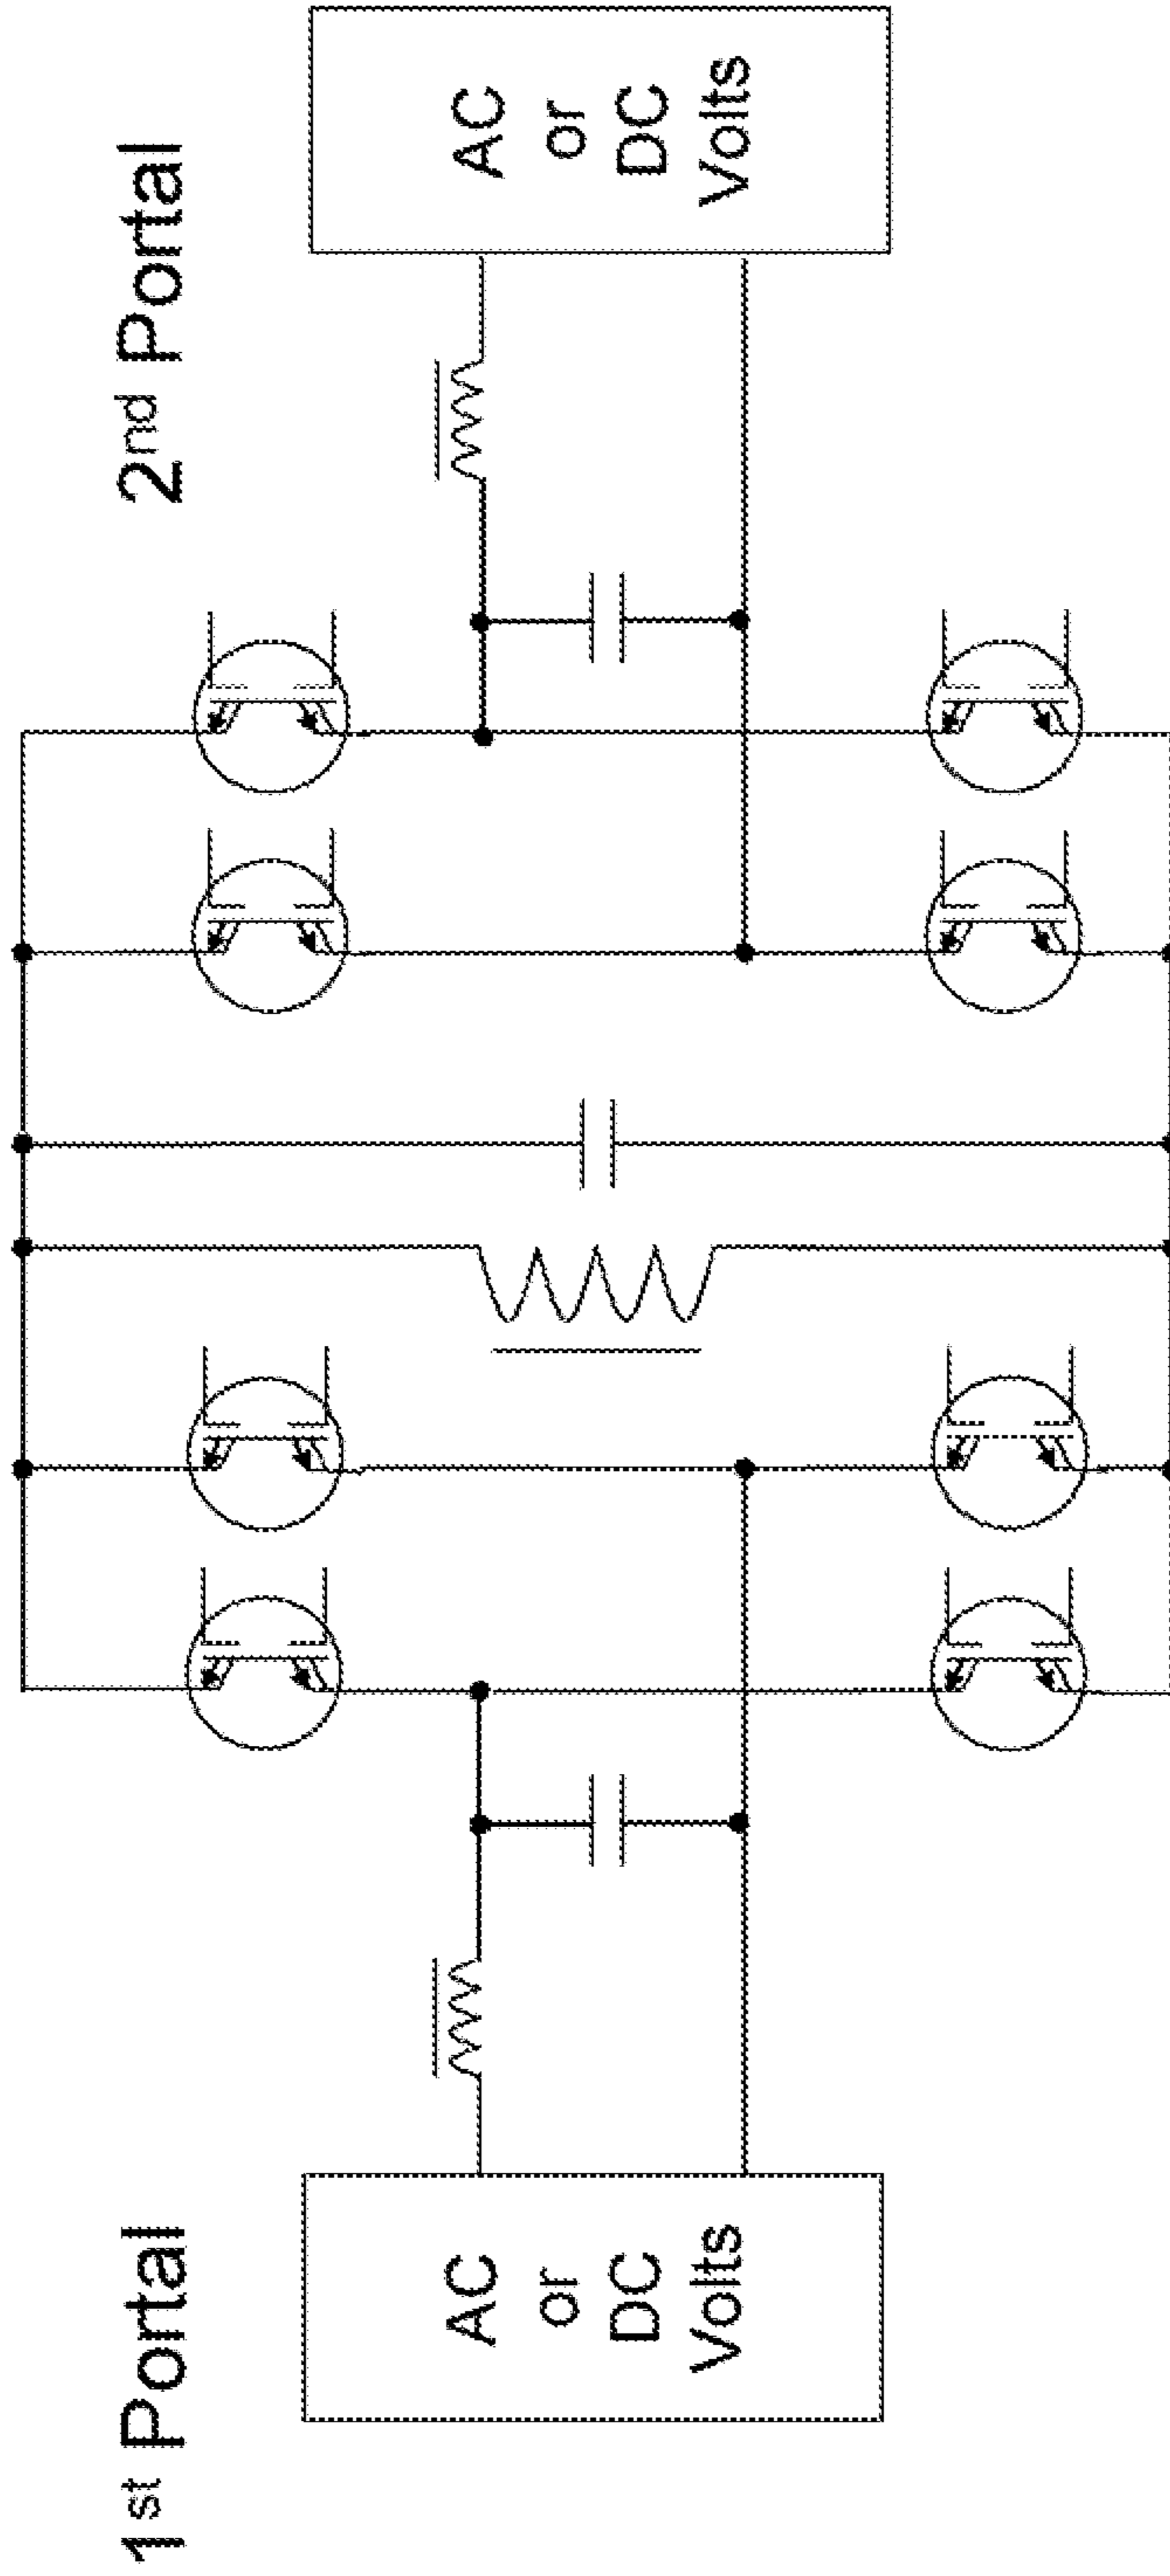 1st Portal
2nd Portal
AC
or
DC
Volts
AC
or
DC
Volts